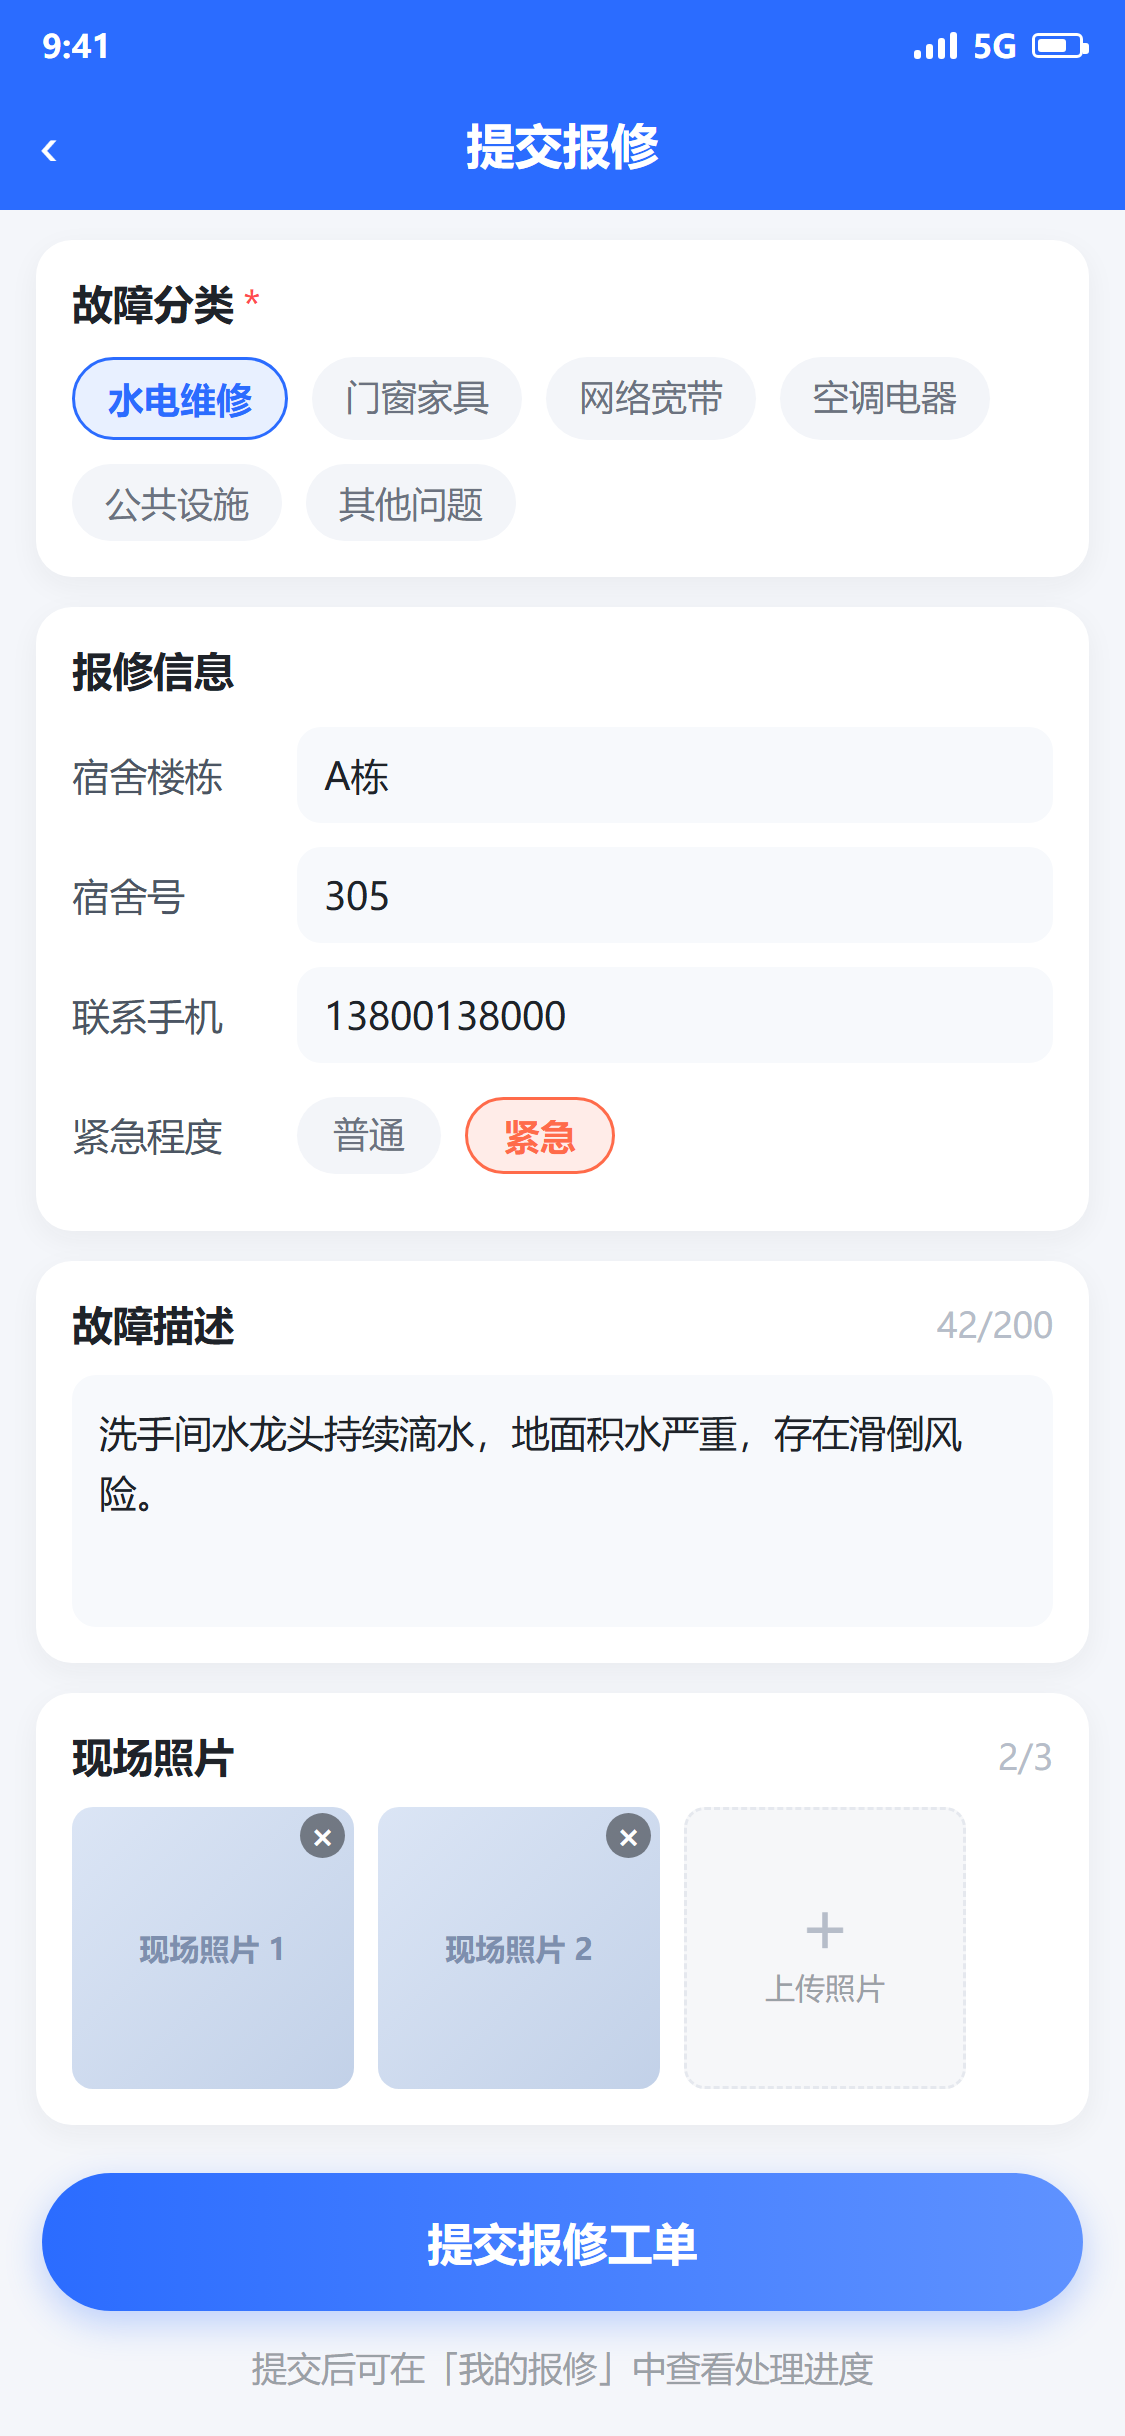 9:41 5G
‹ 提交报修
故障分类 *
水电维修 门窗家具 网络宽带 空调电器
公共设施 其他问题
报修信息
宿舍楼栋 A栋
宿舍号 305
联系手机 13800138000
紧急程度 普通 紧急
故障描述 42/200
洗手间水龙头持续滴水，地面积水严重，存在滑倒风
险。
现场照片 2/3
× ×
现场照片 1 现场照片 2 +
上传照片
提交报修工单
提交后可在「我的报修」中查看处理进度